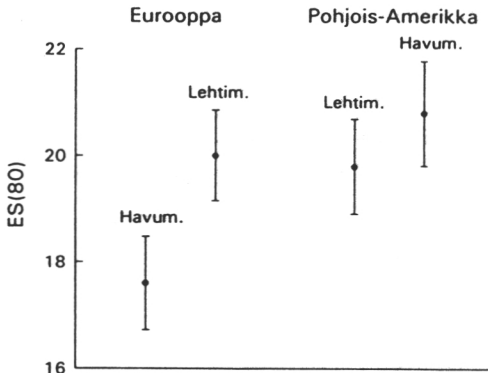 Eurooppa
Pohjois-Amerikka
22
Havum.
Lehtim.
Lehtim.
20
ES(80)
Havum.
18
16